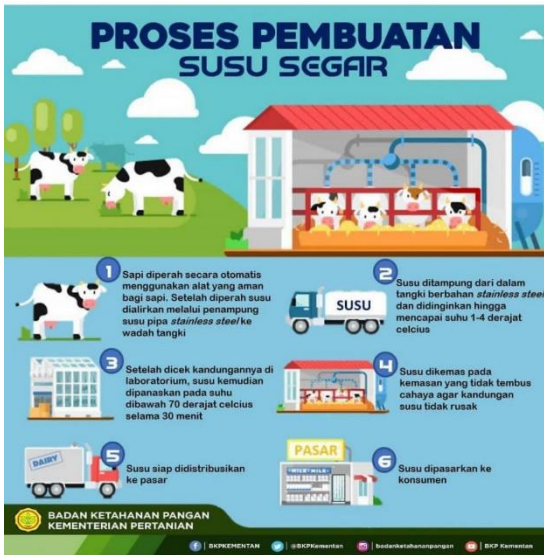 PROSES PEMBUATAN
SUSU SEGAR
1
Sapi diperah secara otomatis
menggunakan alat yang aman
bagi sapi. Setelah diperah susu
dialirkan melalui penampung
susu pipa stainless steel ke
wadah tangki
SUSU
2
Susu ditampung dari dalam
tangki berbahan stainless steel
dan didinginkan hingga
mencapai suhu 1-4 derajat
celcius
3
Setelah dicek kandungannya di
laboratorium, susu kemudian
dipanaskan pada suhu
dibawah 70 derajat celcius
selama 30 menit
4
Susu dikemas pada
kemasan yang tidak tembus
cahaya agar kandungan
susu tidak rusak
DAIRY
5
Susu siap didistribusikan
ke pasar
PASAR
MILK MILK
6
Susu dipasarkan ke
konsumen
BADAN KETAHANAN PANGAN
KEMENTERIAN PERTANIAN
BKPKEMENTAN
@BKPKementan
badanketahananpangan
BKP Kementan